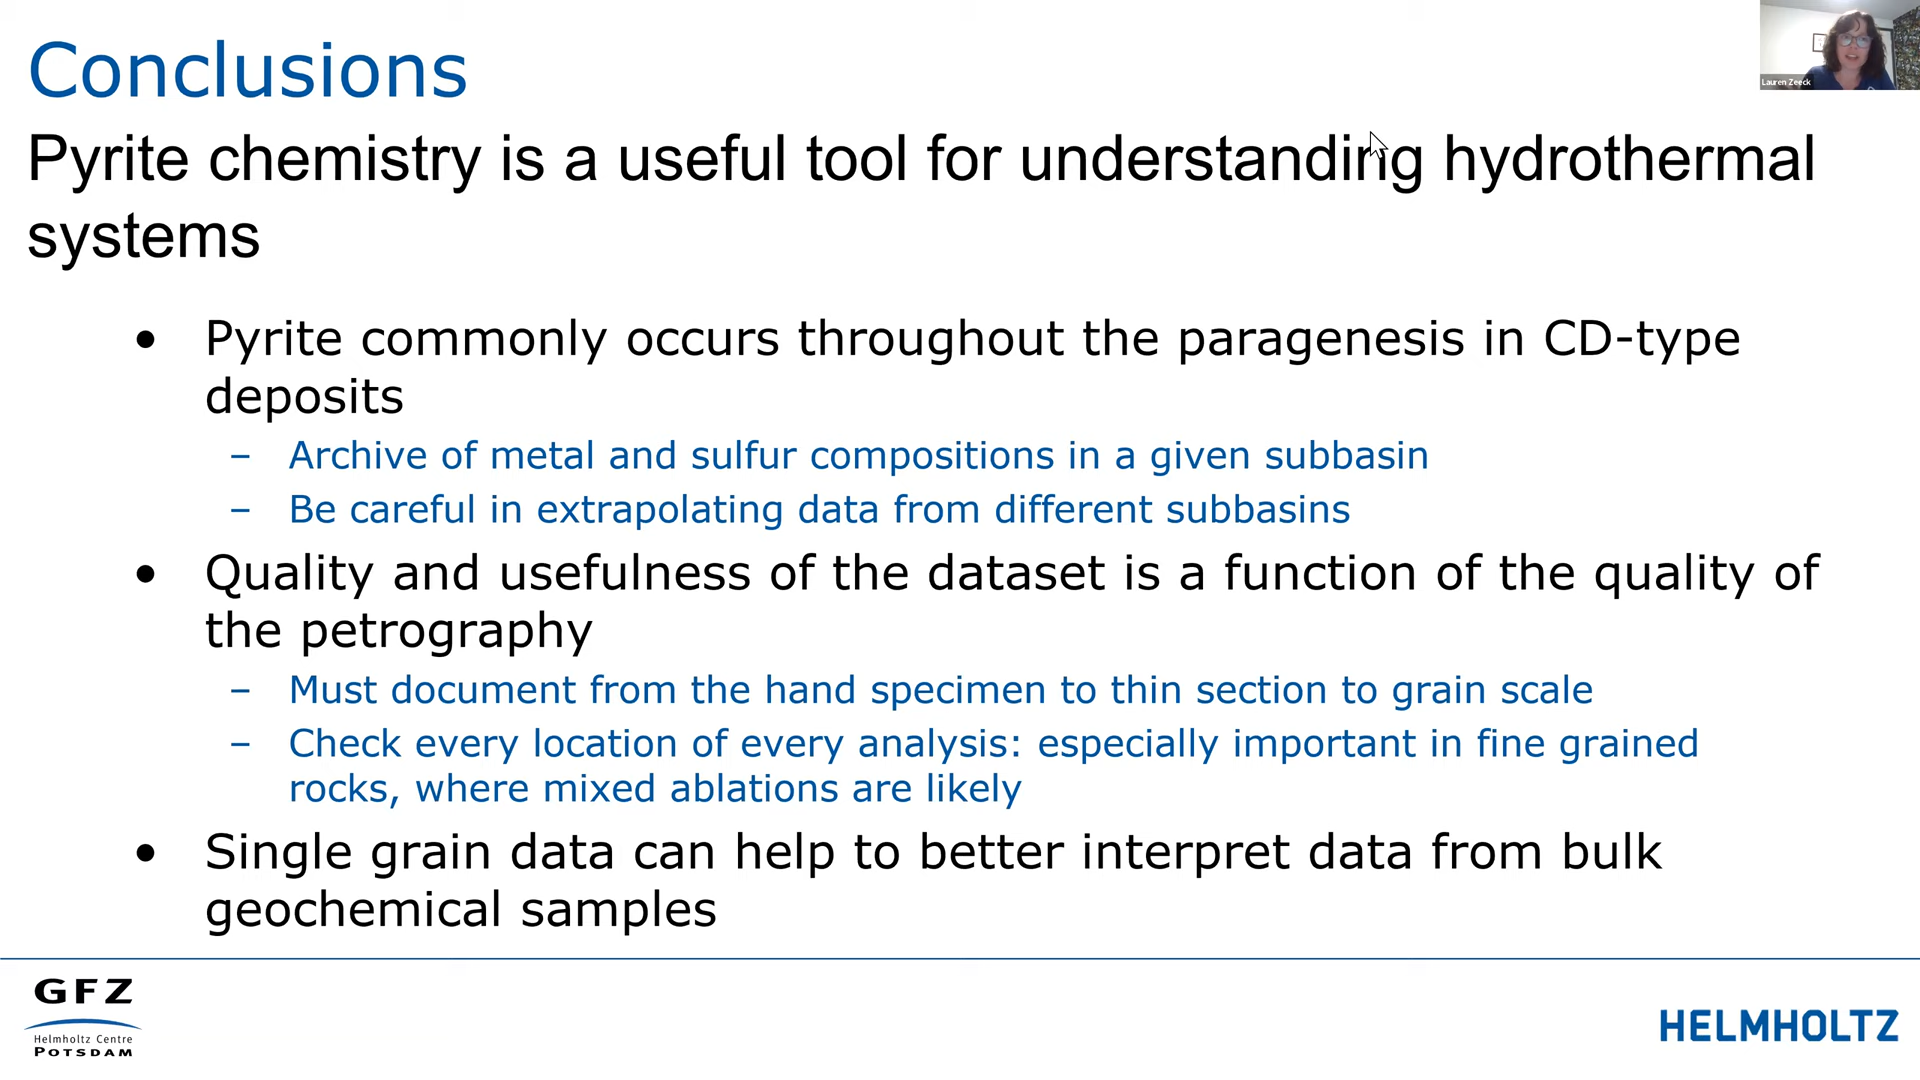 Conclusions
Lauren Zeeck
Pyrite chemistry is a useful tool for understanding hydrothermal
systems
• Pyrite commonly occurs throughout the paragenesis in CD-type
deposits
– Archive of metal and sulfur compositions in a given subbasin
– Be careful in extrapolating data from different subbasins
• Quality and usefulness of the dataset is a function of the quality of
the petrography
– Must document from the hand specimen to thin section to grain scale
– Check every location of every analysis: especially important in fine grained
rocks, where mixed ablations are likely
• Single grain data can help to better interpret data from bulk
geochemical samples
GFZ
Helmholtz Centre
POTSDAM
HELMHOLTZ